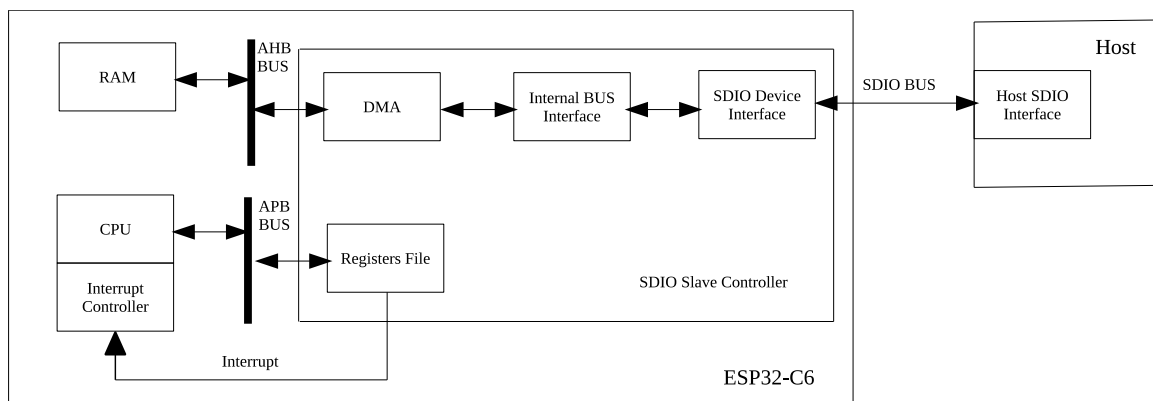 Host
AHB
BUS
RAM
DMA
Internal BUS
Interface
SDIO Device
Interface
SDIO BUS
Host SDIO
Interface
APB
BUS
CPU
Interrupt
Controller
Registers File
SDIO Slave Controller
Interrupt
ESP32-C6